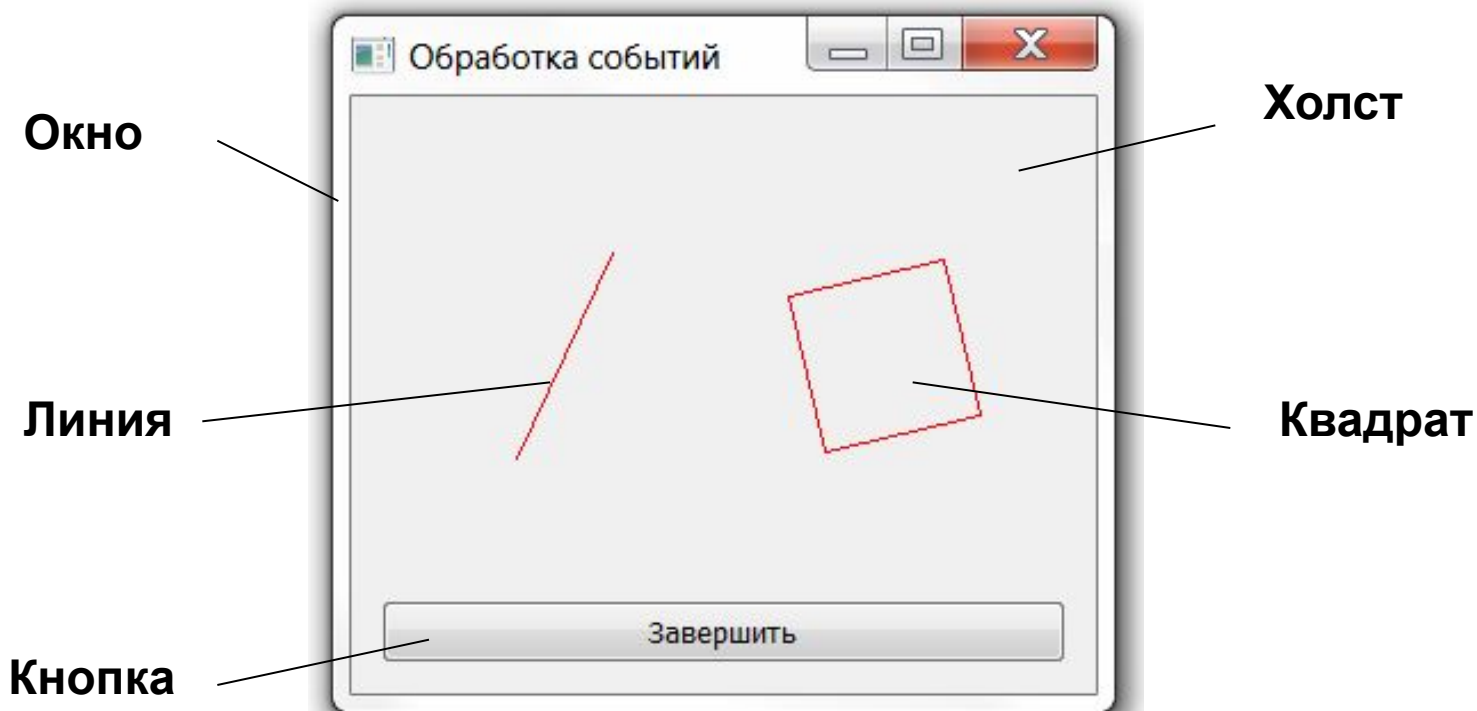 Обработка событий
Холст
Окно
Линия
Квадрат
Завершить
Кнопка